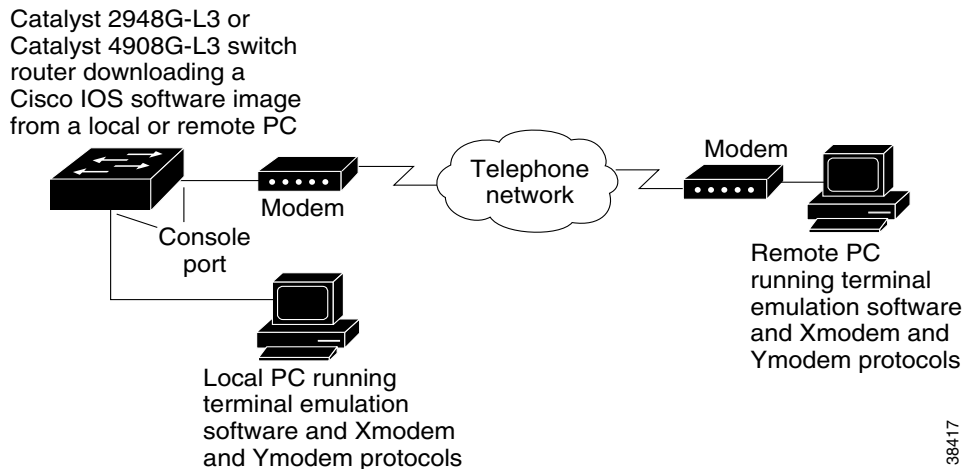 Catalyst 2948G-L3 or
Catalyst 4908G-L3 switch
router downloading a
Cisco IOS software image
from a local or remote PC
Modem
Telephone
network
Modem
Console
port
Remote PC
running terminal
emulation software
and Xmodem and
Ymodem protocols
Local PC running
terminal emulation
software and Xmodem
and Ymodem protocols
38417